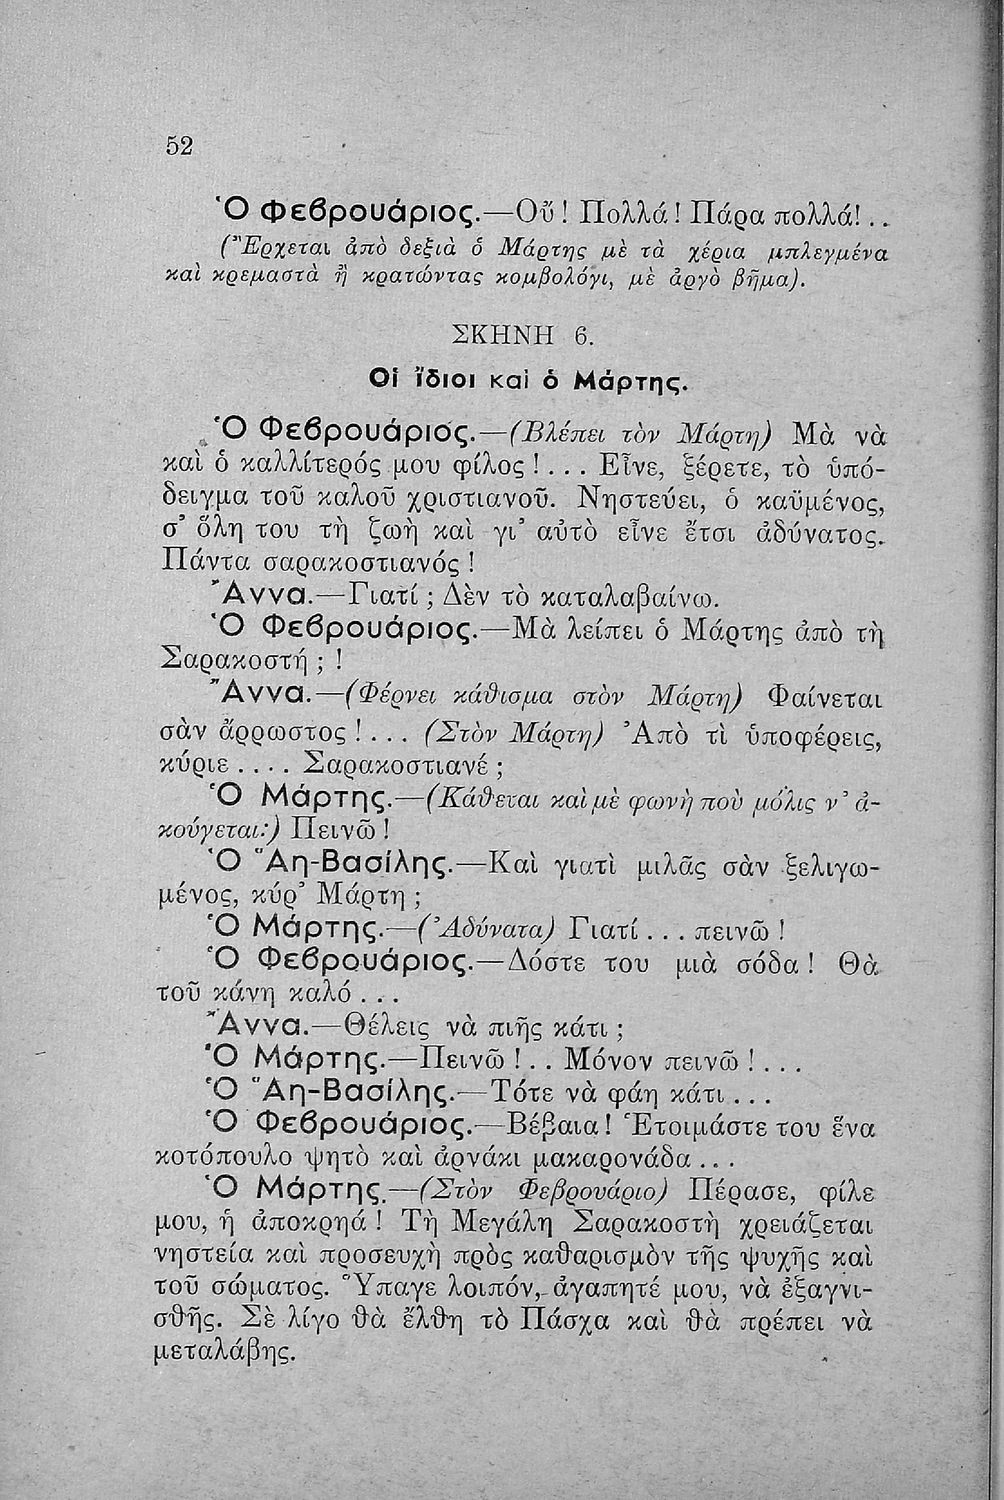 52
Ὁ Φεβρουάριος.—Οὔ! Πολλά! Πάρα πολλά!..
(Ἔρχεται ἀπὸ δεξιὰ ὁ Μάρτης μὲ τὰ χέρια μπλεγμένα
καὶ κρεμαστὰ ἢ κρατώντας κομβολόγι, μὲ ἀργὸ βῆμα).
ΣΚΗΝΗ 6.
Οἱ ἴδιοι καὶ ὁ Μάρτης.
Ὁ Φεβρουάριος.—(Βλέπει τὸν Μάρτη) Μὰ νὰ
καὶ ὁ καλλίτερός μου φίλος!... Εἶνε, ξέρετε, τὸ ὑπό-
δειγμα τοῦ καλοῦ χριστιανοῦ. Νηστεύει, ὁ καϋμένος,
σ᾿ ὅλη του τὴ ζωὴ καὶ γι᾿ αὐτὸ εἶνε ἔτσι ἀδύνατος.
Πάντα σαρακοστιανός!
Ἄννα.—Γιατί; Δὲν τὸ καταλαβαίνω.
Ὁ Φεβρουάριος.—Μὰ λείπει ὁ Μάρτης ἀπὸ τὴ
Σαρακοστή;!
Ἄννα.—(Φέρνει κάθισμα στὸν Μάρτη) Φαίνεται
σὰν ἄρρωστος!... (Στὸν Μάρτη) Ἀπὸ τὶ ὑποφέρεις,
κύριε.... Σαρακοστιανέ;
Ὁ Μάρτης.—(Κάθεται καὶ μὲ φωνὴ ποὺ μόλις ν᾿ ἀ-
κούγεται:) Πεινῶ!
Ὁ Ἅη-Βασίλης.—Καὶ γιατὶ μιλᾶς σὰν ξελιγω-
μένος, κύρ᾿ Μάρτη;
Ὁ Μάρτης.—(Ἀδύνατα) Γιατί... πεινῶ!
Ὁ Φεβρουάριος.—Δόστε του μιὰ σόδα! Θὰ
τοῦ κάνη καλό...
Ἄννα.—Θέλεις νὰ πιῆς κάτι;
Ὁ Μάρτης.—Πεινῶ!.. Μόνον πεινῶ!...
Ὁ Ἅη-Βασίλης.—Τότε νὰ φάη κάτι...
Ὁ Φεβρουάριος.—Βέβαια! Ἑτοιμάστε του ἕνα
κοτόπουλο ψητὸ καὶ ἀρνάκι μακαρονάδα...
Ὁ Μάρτης.—(Στὸν Φεβρουάριο) Πέρασε, φίλε
μου, ἡ ἀποκρηά! Τὴ Μεγάλη Σαρακοστὴ χρειάζεται
νηστεία καὶ προσευχὴ πρὸς καθαρισμὸν τῆς ψυχῆς καὶ
τοῦ σώματος. Ὕπαγε λοιπόν, ἀγαπητέ μου, νὰ ἐξαγνι-
σθῆς. Σὲ λίγο θὰ ἔλθη τὸ Πάσχα καὶ θὰ πρέπει νὰ
μεταλάβης.